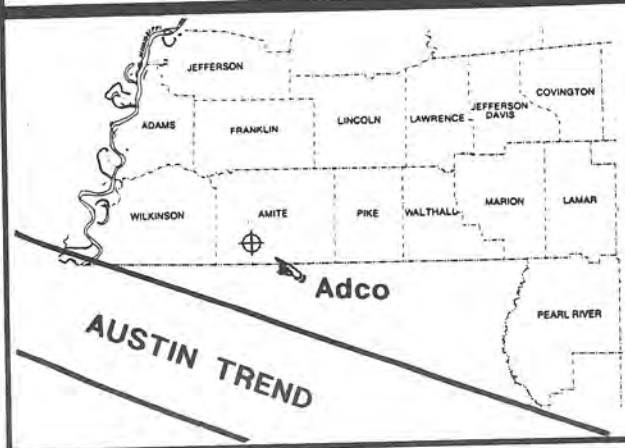 JEFFERSON
COVINGTON
JEFFERSON
DAVIS
LINCOLN
LAWRENCE
ADAMS
FRANKLIN
WILKINSON
AMITE
PIKE
WALTHALL
MARION
LAMAR
Adco
PEARL RIVER
AUSTIN TREND